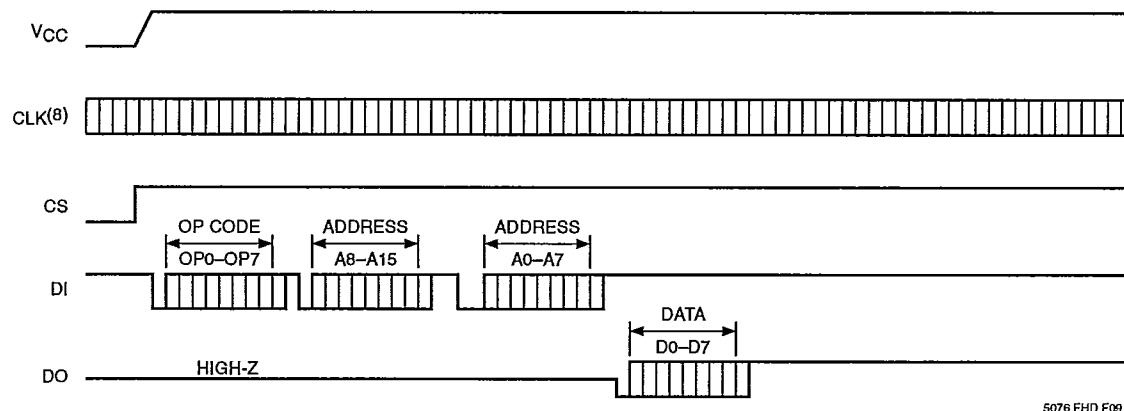 VCC
CLK(8)
CS
OP CODE ADDRESS ADDRESS
OP0–OP7 A8–A15 A0–A7
DI
DATA
D0–D7
DO HIGH-Z
5076 FHD F09